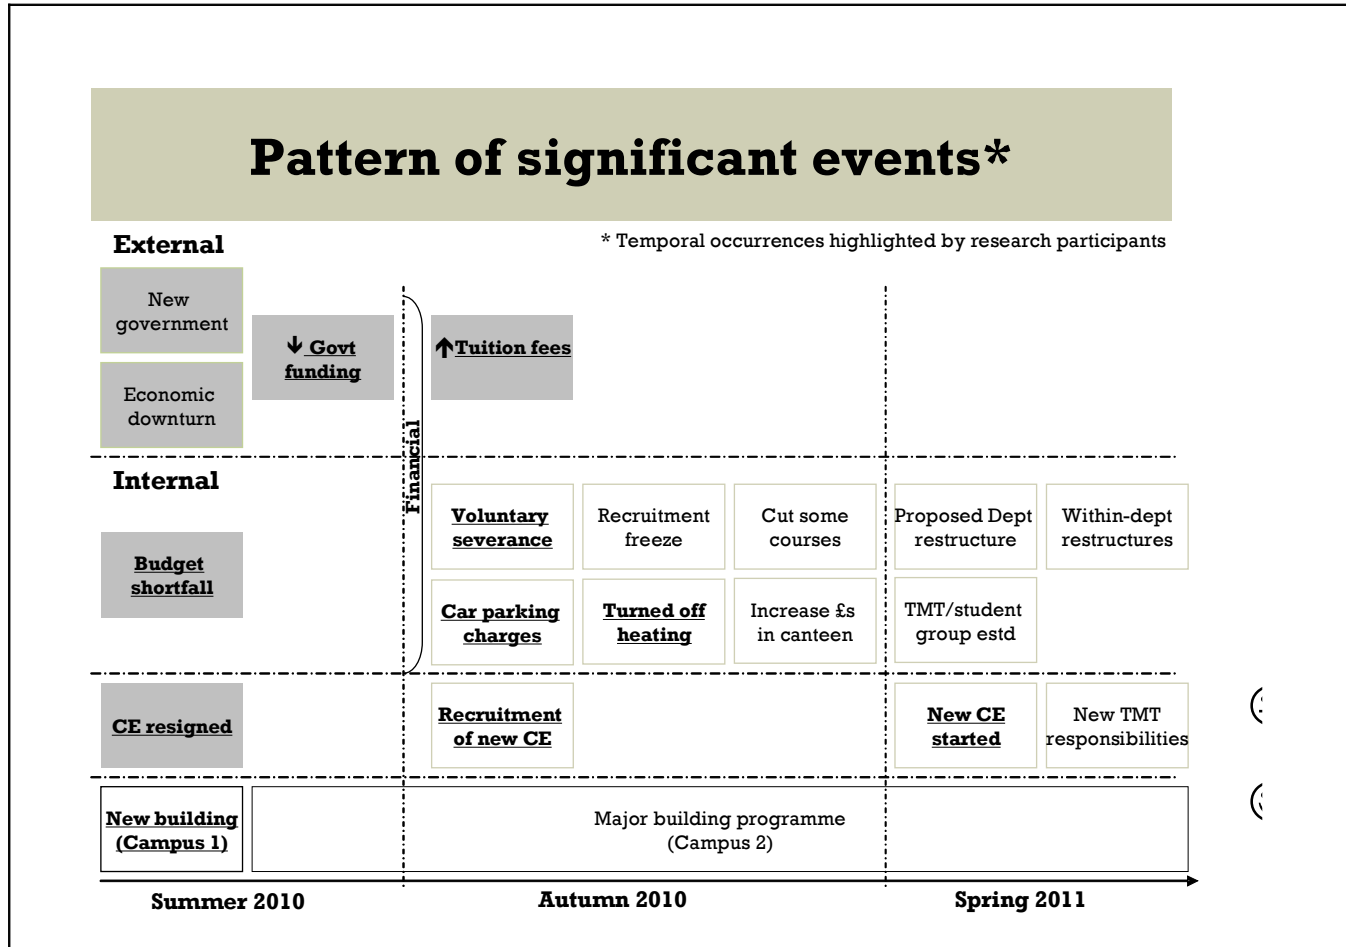 Pattern of significant events*
External
* Temporal occurrences highlighted by research participants
New
government
↓ Govt
funding
↑Tuition fees
Economic
downturn
Financial
Internal
Budget
shortfall
Voluntary
severance
Recruitment
freeze
Cut some
courses
Proposed Dept
restructure
Within-dept
restructures
Car parking
charges
Turned off
heating
Increase £s
in canteen
TMT/student
group estd
CE resigned
Recruitment
of new CE
New CE
started
New TMT
responsibilities
New building
(Campus 1)
Major building programme
(Campus 2)
Summer 2010
Autumn 2010
Spring 2011